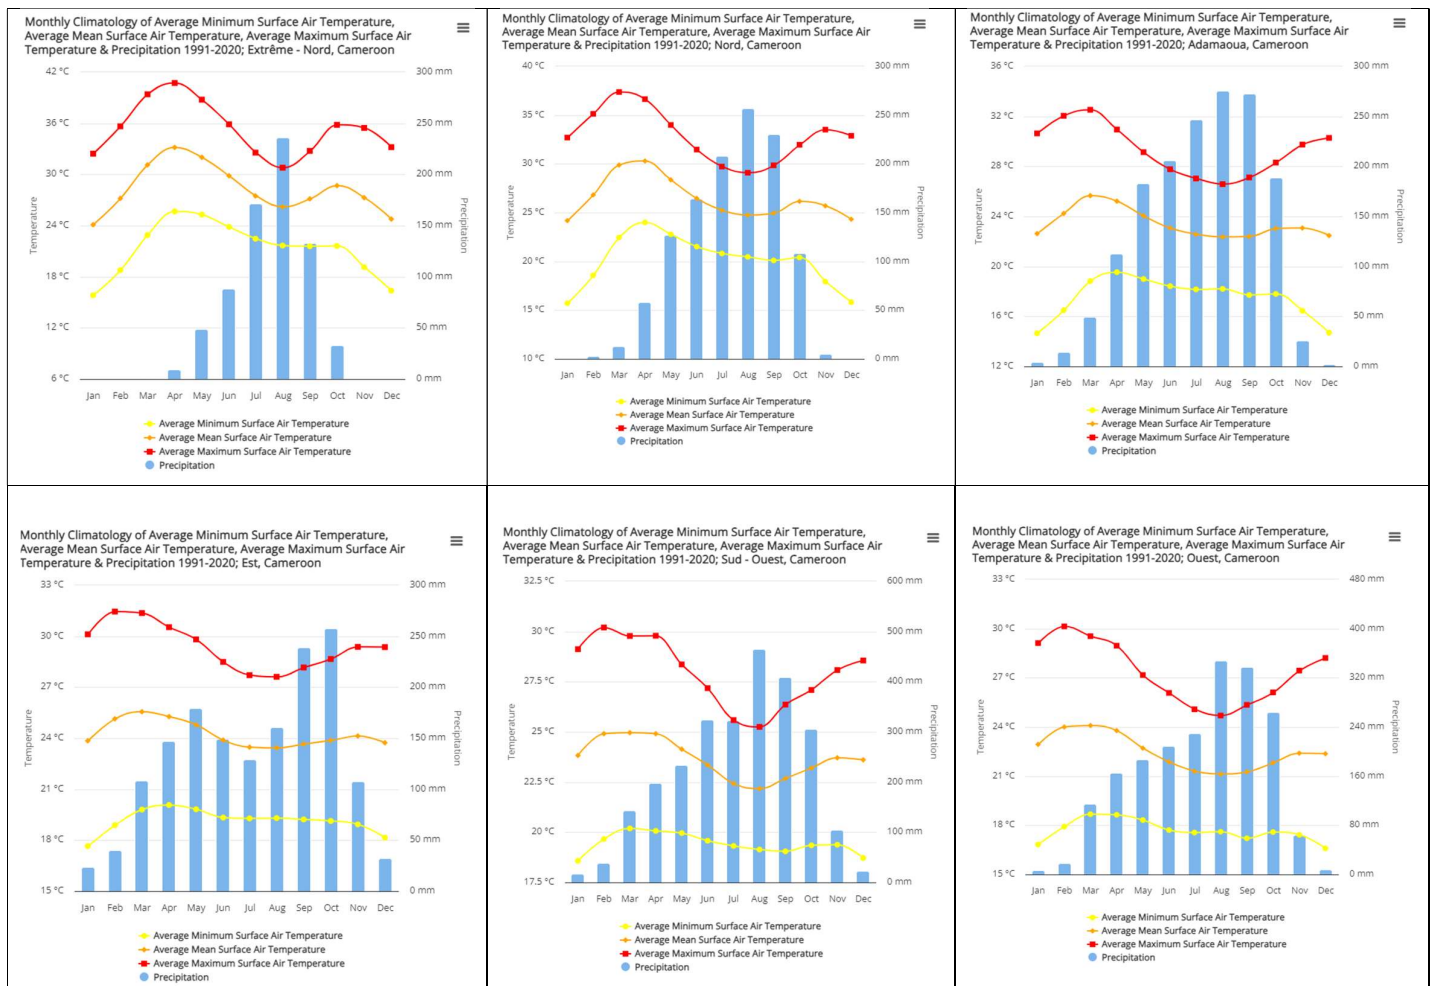 Monthly Climatology of Average Minimum Surface Air Temperature,
Average Mean Surface Air Temperature, Average Maximum Surface Air
Temperature & Precipitation 1991-2020; Extrême - Nord, Cameroon
42 °C
36 °C
30 °C
24 °C
18 °C
12 °C
6 °C
Temperature
300 mm
250 mm
200 mm
150 mm
100 mm
50 mm
0 mm
Precipitation
Jan Feb Mar Apr May Jun Jul Aug Sep Oct Nov Dec
Average Minimum Surface Air Temperature
Average Mean Surface Air Temperature
Average Maximum Surface Air Temperature
Precipitation
Monthly Climatology of Average Minimum Surface Air Temperature,
Average Mean Surface Air Temperature, Average Maximum Surface Air
Temperature & Precipitation 1991-2020; Nord, Cameroon
40 °C
35 °C
30 °C
25 °C
20 °C
15 °C
10 °C
Temperature
300 mm
250 mm
200 mm
150 mm
100 mm
50 mm
0 mm
Precipitation
Jan Feb Mar Apr May Jun Jul Aug Sep Oct Nov Dec
Average Minimum Surface Air Temperature
Average Mean Surface Air Temperature
Average Maximum Surface Air Temperature
Precipitation
Monthly Climatology of Average Minimum Surface Air Temperature,
Average Mean Surface Air Temperature, Average Maximum Surface Air
Temperature & Precipitation 1991-2020; Adamaoua, Cameroon
36 °C
32 °C
28 °C
24 °C
20 °C
16 °C
12 °C
Temperature
300 mm
250 mm
200 mm
150 mm
100 mm
50 mm
0 mm
Precipitation
Jan Feb Mar Apr May Jun Jul Aug Sep Oct Nov Dec
Average Minimum Surface Air Temperature
Average Mean Surface Air Temperature
Average Maximum Surface Air Temperature
Precipitation
Monthly Climatology of Average Minimum Surface Air Temperature,
Average Mean Surface Air Temperature, Average Maximum Surface Air
Temperature & Precipitation 1991-2020; Est, Cameroon
33 °C
30 °C
27 °C
24 °C
21 °C
18 °C
15 °C
Temperature
300 mm
250 mm
200 mm
150 mm
100 mm
50 mm
0 mm
Precipitation
Jan Feb Mar Apr May Jun Jul Aug Sep Oct Nov Dec
Average Minimum Surface Air Temperature
Average Mean Surface Air Temperature
Average Maximum Surface Air Temperature
Precipitation
Monthly Climatology of Average Minimum Surface Air Temperature,
Average Mean Surface Air Temperature, Average Maximum Surface Air
Temperature & Precipitation 1991-2020; Sud - Ouest, Cameroon
32.5 °C
30 °C
27.5 °C
25 °C
22.5 °C
20 °C
17.5 °C
Temperature
600 mm
500 mm
400 mm
300 mm
200 mm
100 mm
0 mm
Precipitation
Jan Feb Mar Apr May Jun Jul Aug Sep Oct Nov Dec
Average Minimum Surface Air Temperature
Average Mean Surface Air Temperature
Average Maximum Surface Air Temperature
Precipitation
Monthly Climatology of Average Minimum Surface Air Temperature,
Average Mean Surface Air Temperature, Average Maximum Surface Air
Temperature & Precipitation 1991-2020; Ouest, Cameroon
33 °C
30 °C
27 °C
24 °C
21 °C
18 °C
15 °C
Temperature
480 mm
400 mm
320 mm
240 mm
160 mm
80 mm
0 mm
Precipitation
Jan Feb Mar Apr May Jun Jul Aug Sep Oct Nov Dec
Average Minimum Surface Air Temperature
Average Mean Surface Air Temperature
Average Maximum Surface Air Temperature
Precipitation